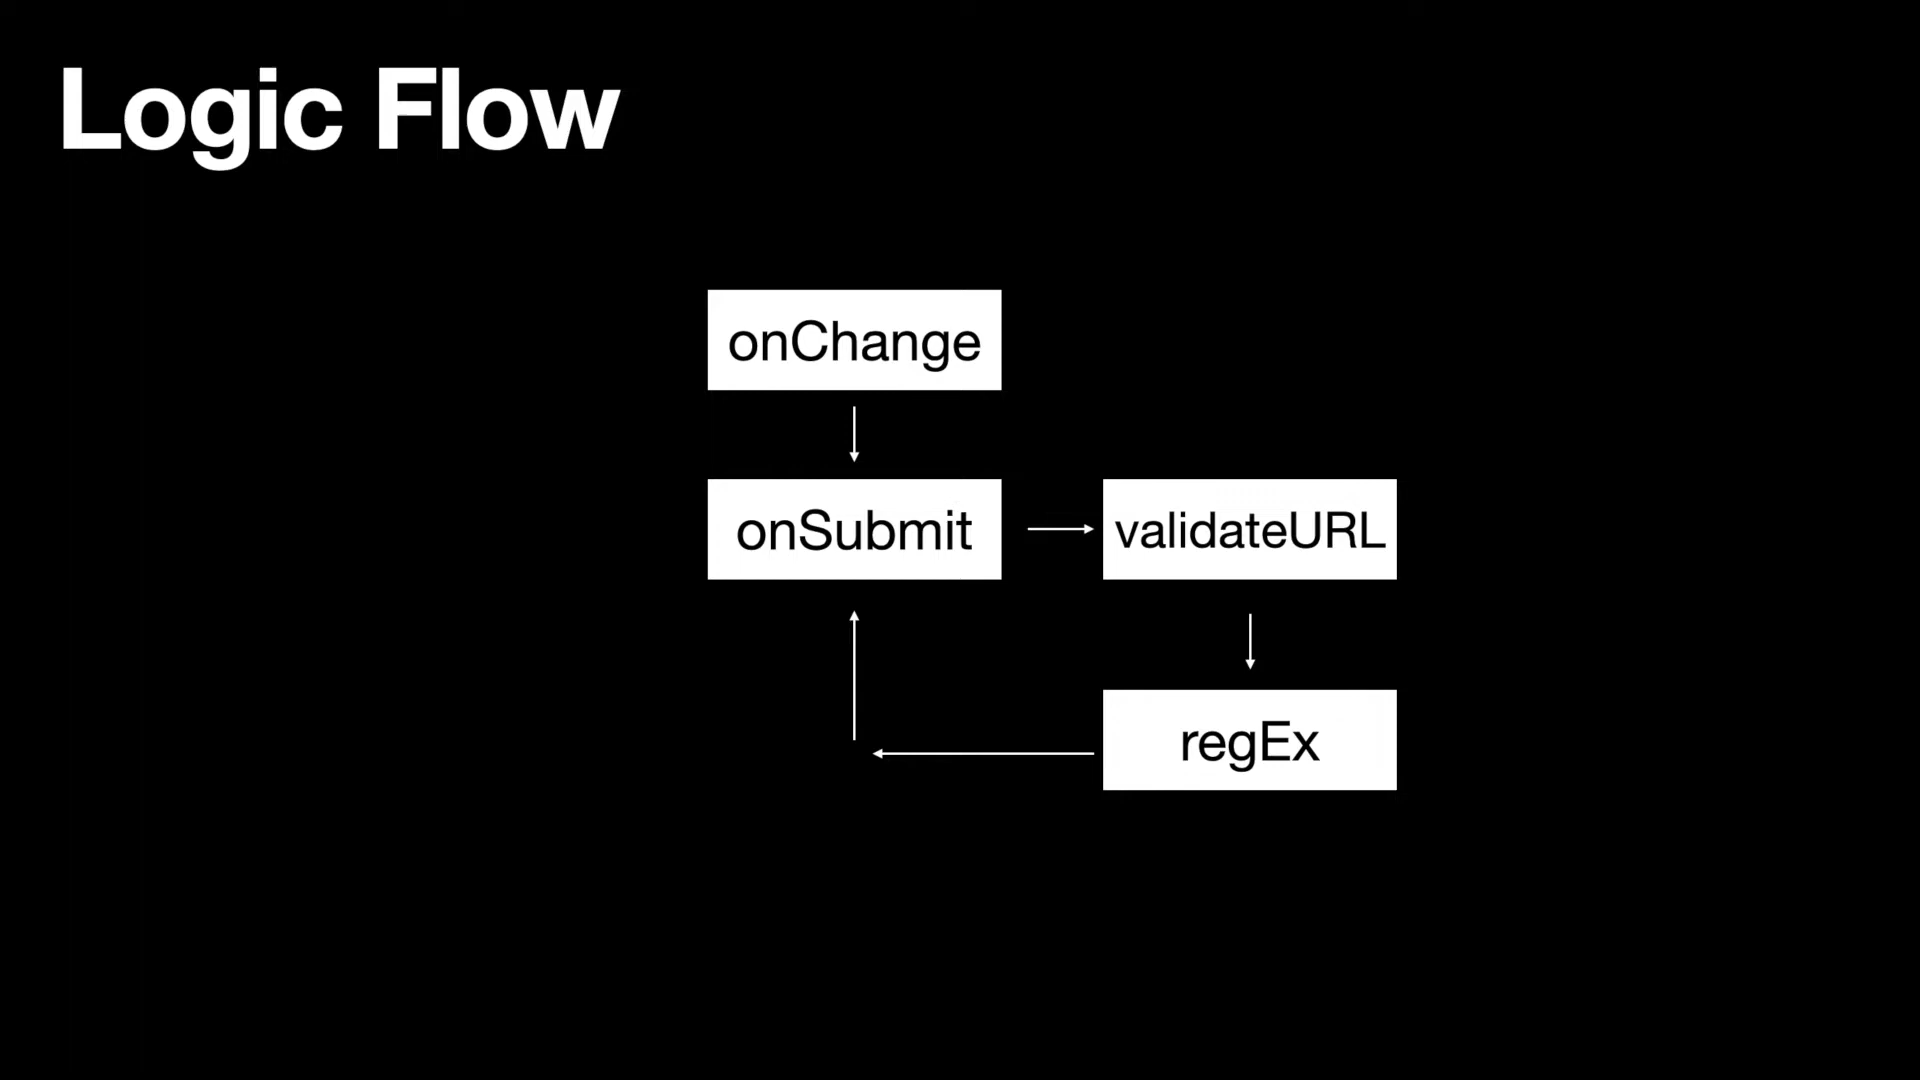 Logic Flow
onChange
onSubmit
validateURL
regEx